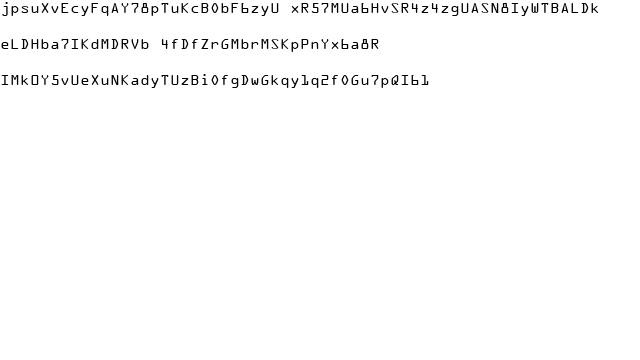 jpsuXvEcyFqAY78pTuKcB0bF6zyU xR57MUa6HvSR4z4zgUASN8IyWTBALDk
eLDHba7IKdMDRVb 4fDfZrGMbrMSKpPnYx6a8R
IMkOY5vUeXuNKadyTUzBi0fgDwGkqy1q2f0Gu7pQI61